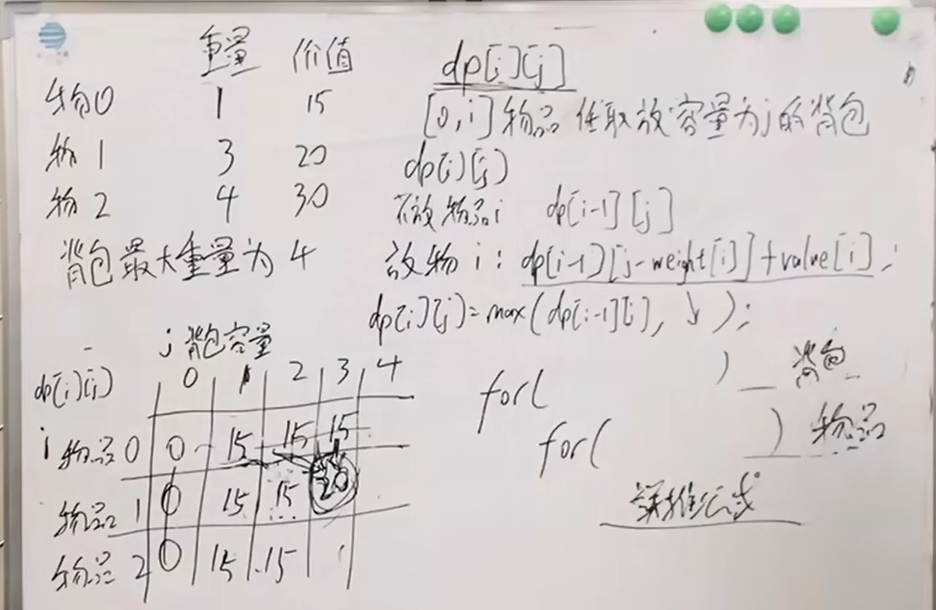 重量 价值
物0 1 15
物1 3 20
物2 4 30
背包最大重量为4
dp[i][j]
[0,i]物品 任取放容量为j的背包
dp[i][j]
不放物品i dp[i-1][j]
放物i: dp[i-1][j-weight[i]]+value[i];
dp[i][j]=max(dp[i-1][j], ↓);
j背包容量
dp[i][j] 0 1 2 3 4
i 物品0 0 15 15 15
物品1 0 15 15 20
物品2 0 15 15
for( ) 背包
for( ) 物品
递推公式